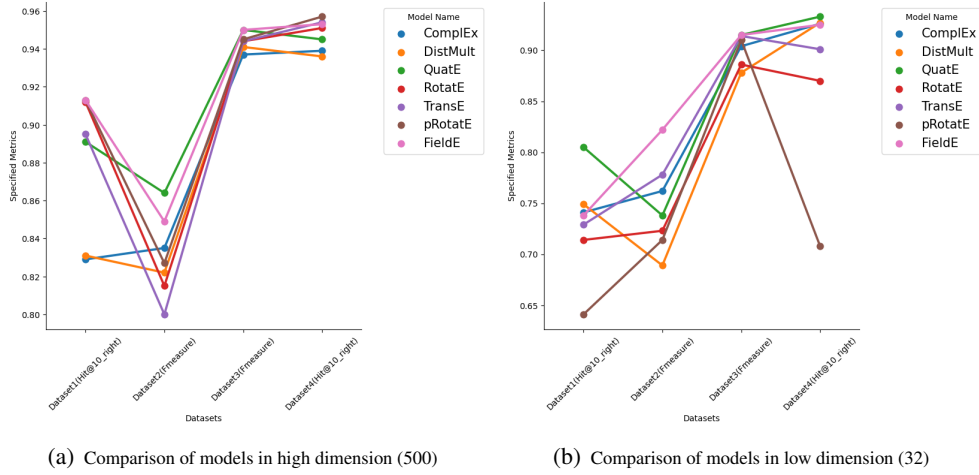 0.96
0.94
0.92
0.90
0.88
0.86
0.84
0.82
0.80
Specified Metrics
Dataset1(Hit@10_right)
Dataset2(Fmeasure)
Dataset3(Fmeasure)
Dataset4(Hit@10_right)
Datasets
Model Name
ComplEx
DistMult
QuatE
RotatE
TransE
pRotatE
FieldE
(a) Comparison of models in high dimension (500)
0.90
0.85
0.80
0.75
0.70
0.65
Specified Metrics
Dataset1(Hit@10_right)
Dataset2(Fmeasure)
Dataset3(Fmeasure)
Dataset4(Hit@10_right)
Datasets
Model Name
ComplEx
DistMult
QuatE
RotatE
TransE
pRotatE
FieldE
(b) Comparison of models in low dimension (32)